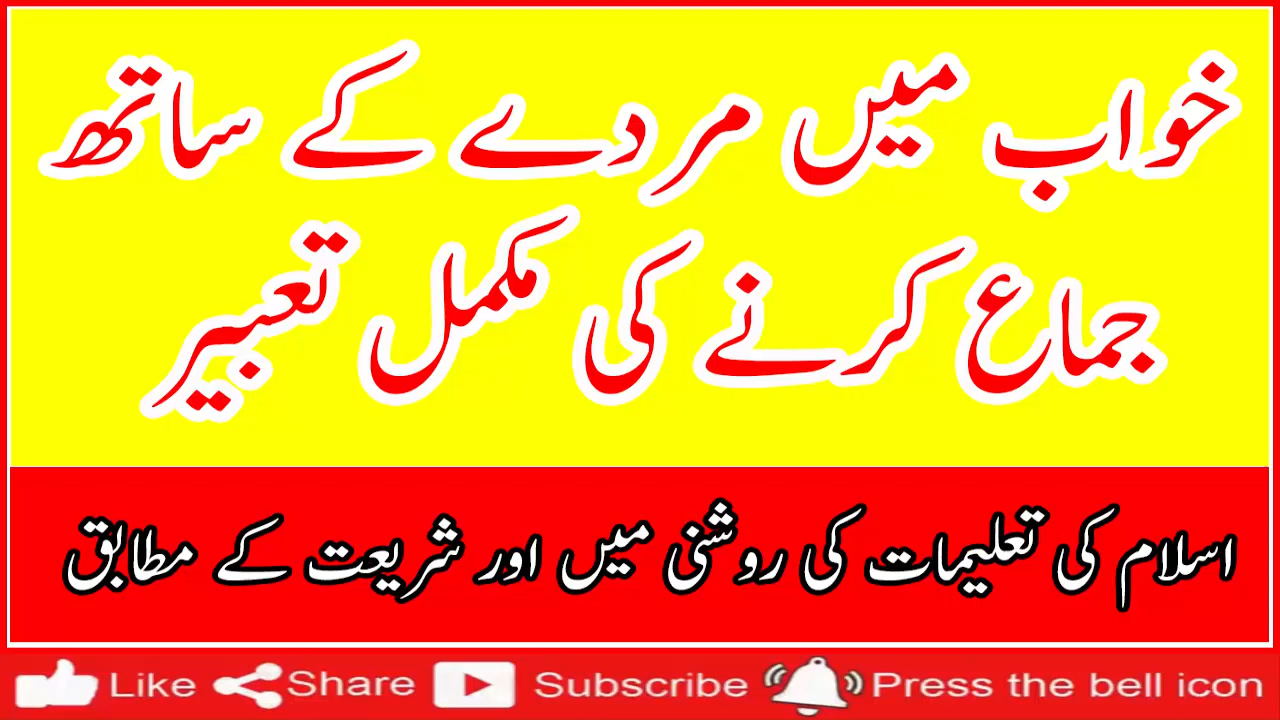 خواب میں مردے کے ساتھ
جماع کرنے کی مکمل تعبیر
اسلام کی تعلیمات کی روشنی میں اور شریعت کے مطابق
Like Share Subscribe Press the bell icon